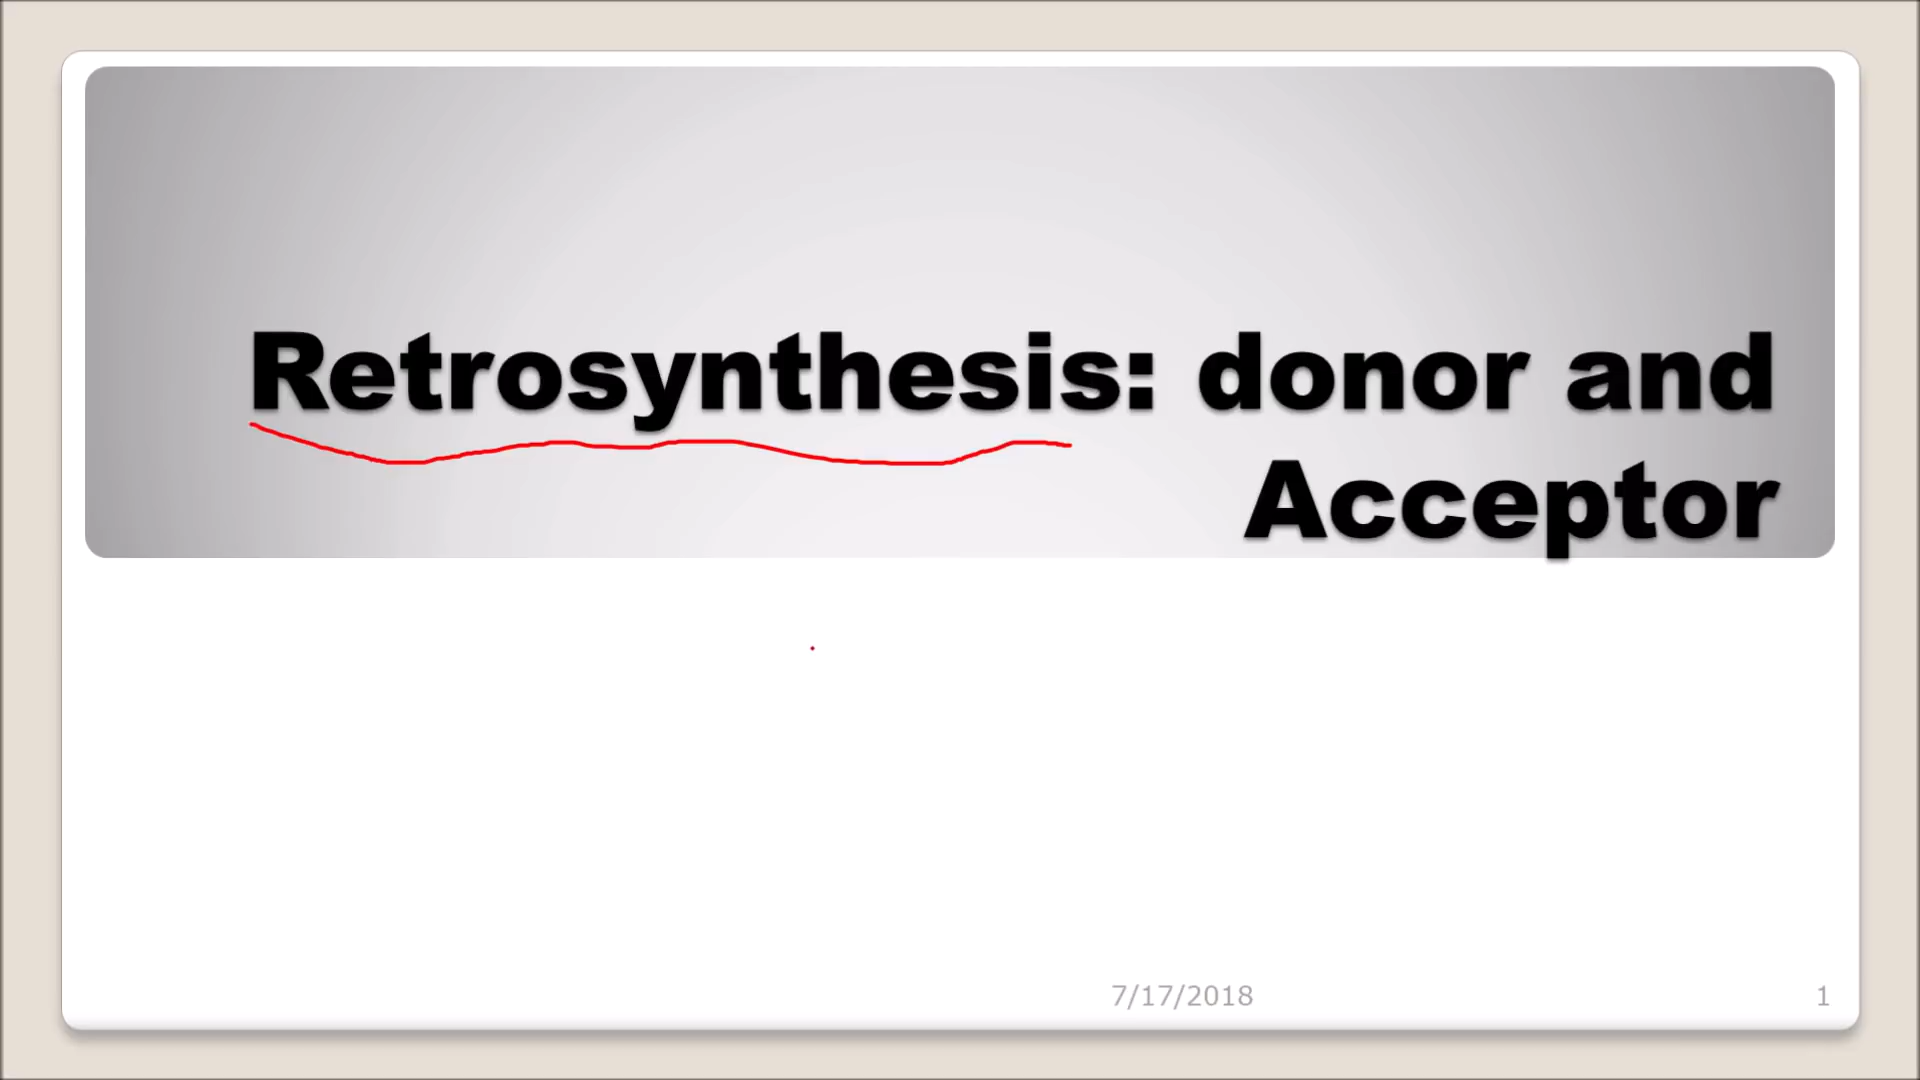 Retrosynthesis: donor and
Acceptor
7/17/2018
1